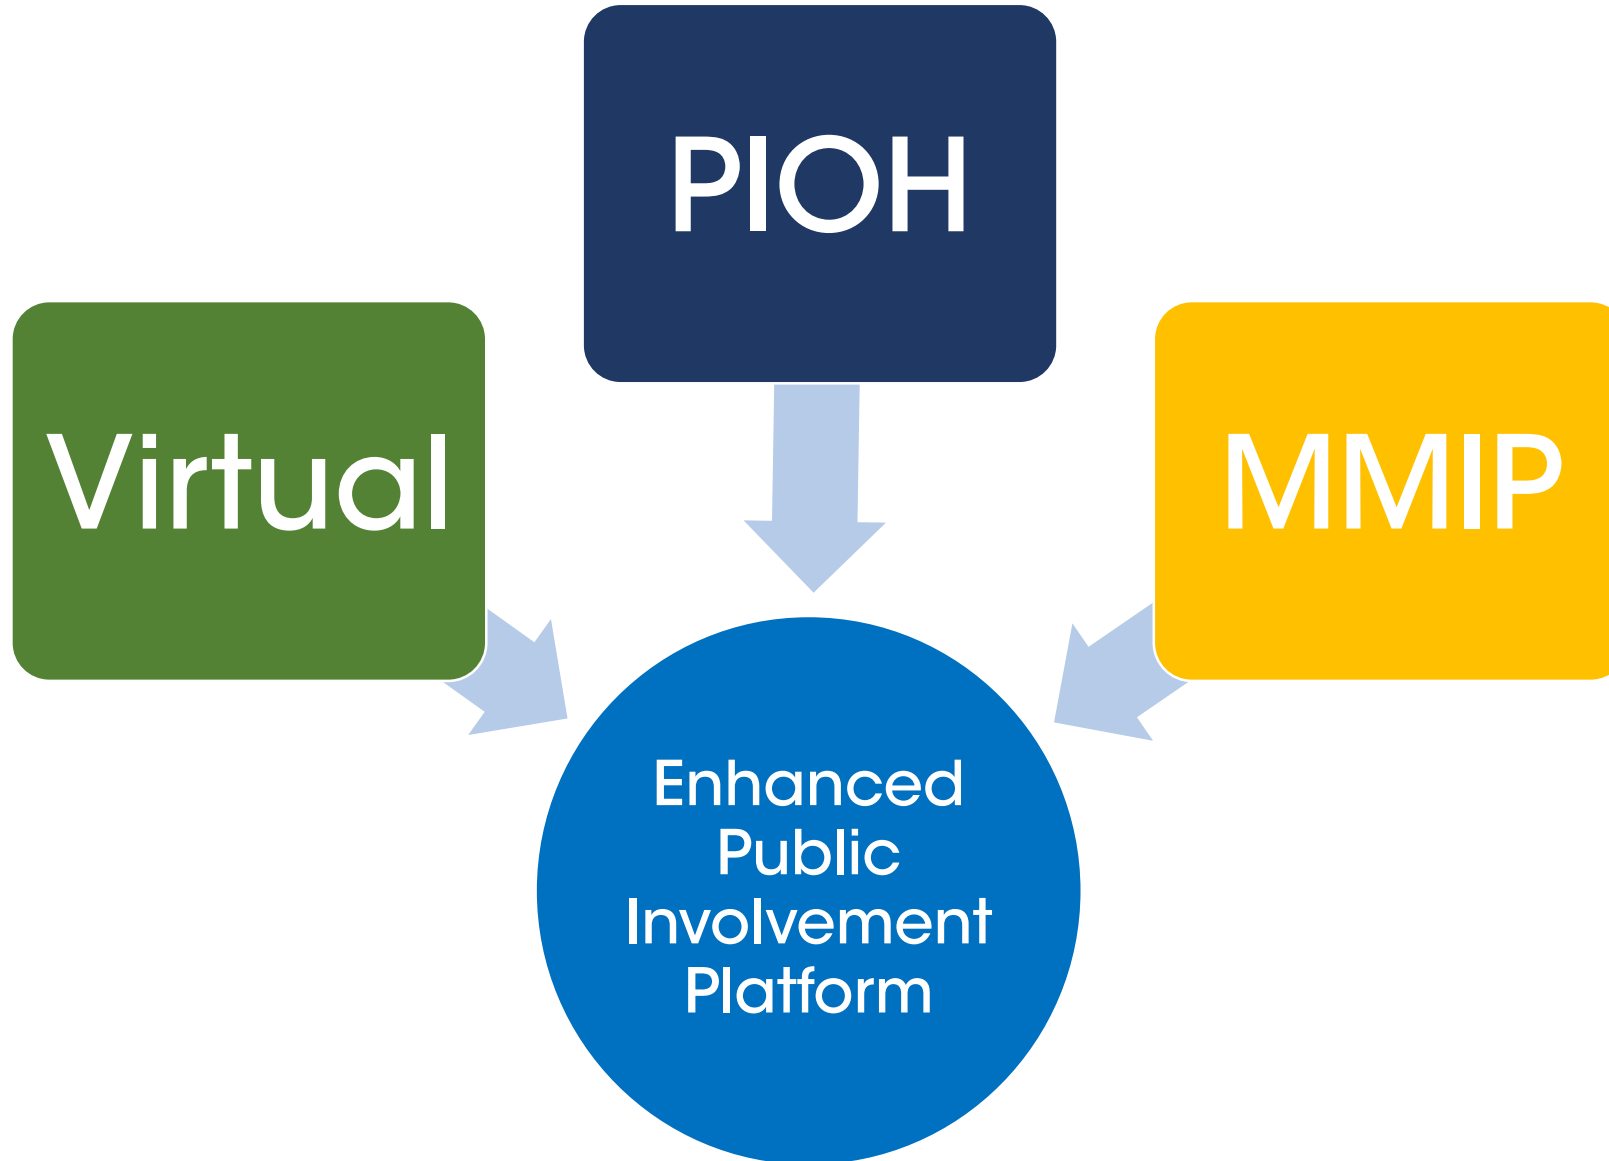 PIOH
Virtual
MMIP
Enhanced
Public
Involvement
Platform